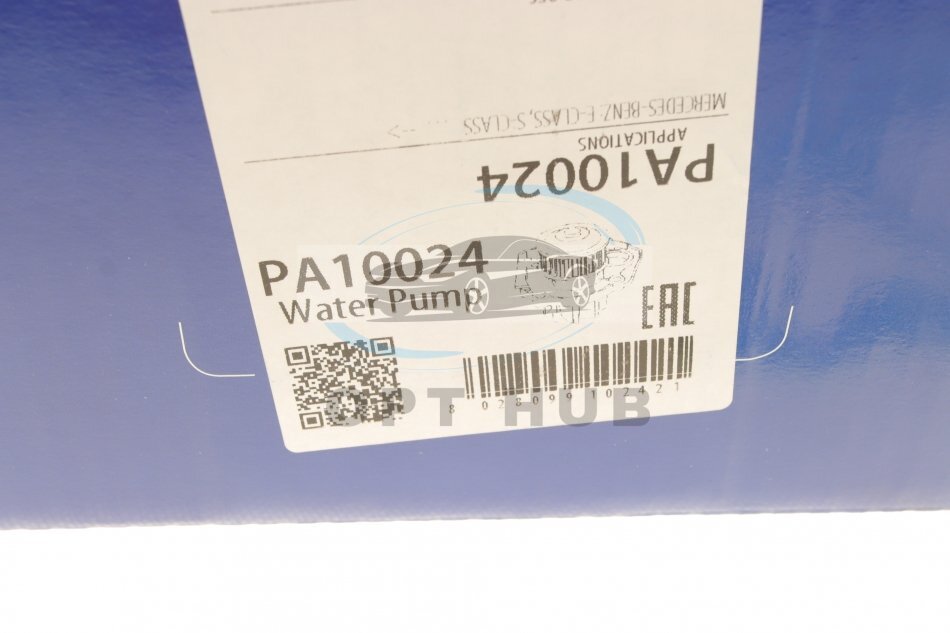 MERCEDES-BENZ: E-CLASS, S-CLASS ... -->
APPLICATIONS
PA10024
PA10024
Water Pump
EAC
8 028099 102421
OPT HUB